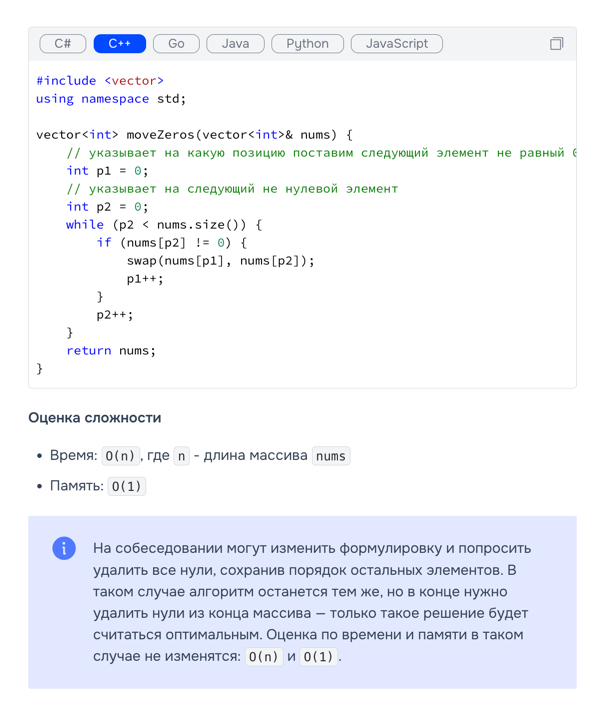 C# C++ Go Java Python JavaScript
#include <vector>
using namespace std;
vector<int> moveZeros(vector<int>& nums) {
    // указывает на какую позицию поставим следующий элемент не равный 0
    int p1 = 0;
    // указывает на следующий не нулевой элемент
    int p2 = 0;
    while (p2 < nums.size()) {
        if (nums[p2] != 0) {
            swap(nums[p1], nums[p2]);
            p1++;
        }
        p2++;
    }
    return nums;
}
Оценка сложности
• Время: O(n), где n - длина массива nums
• Память: O(1)
На собеседовании могут изменить формулировку и попросить
удалить все нули, сохранив порядок остальных элементов. В
таком случае алгоритм останется тем же, но в конце нужно
удалить нули из конца массива — только такое решение будет
считаться оптимальным. Оценка по времени и памяти в таком
случае не изменятся: O(n) и O(1).